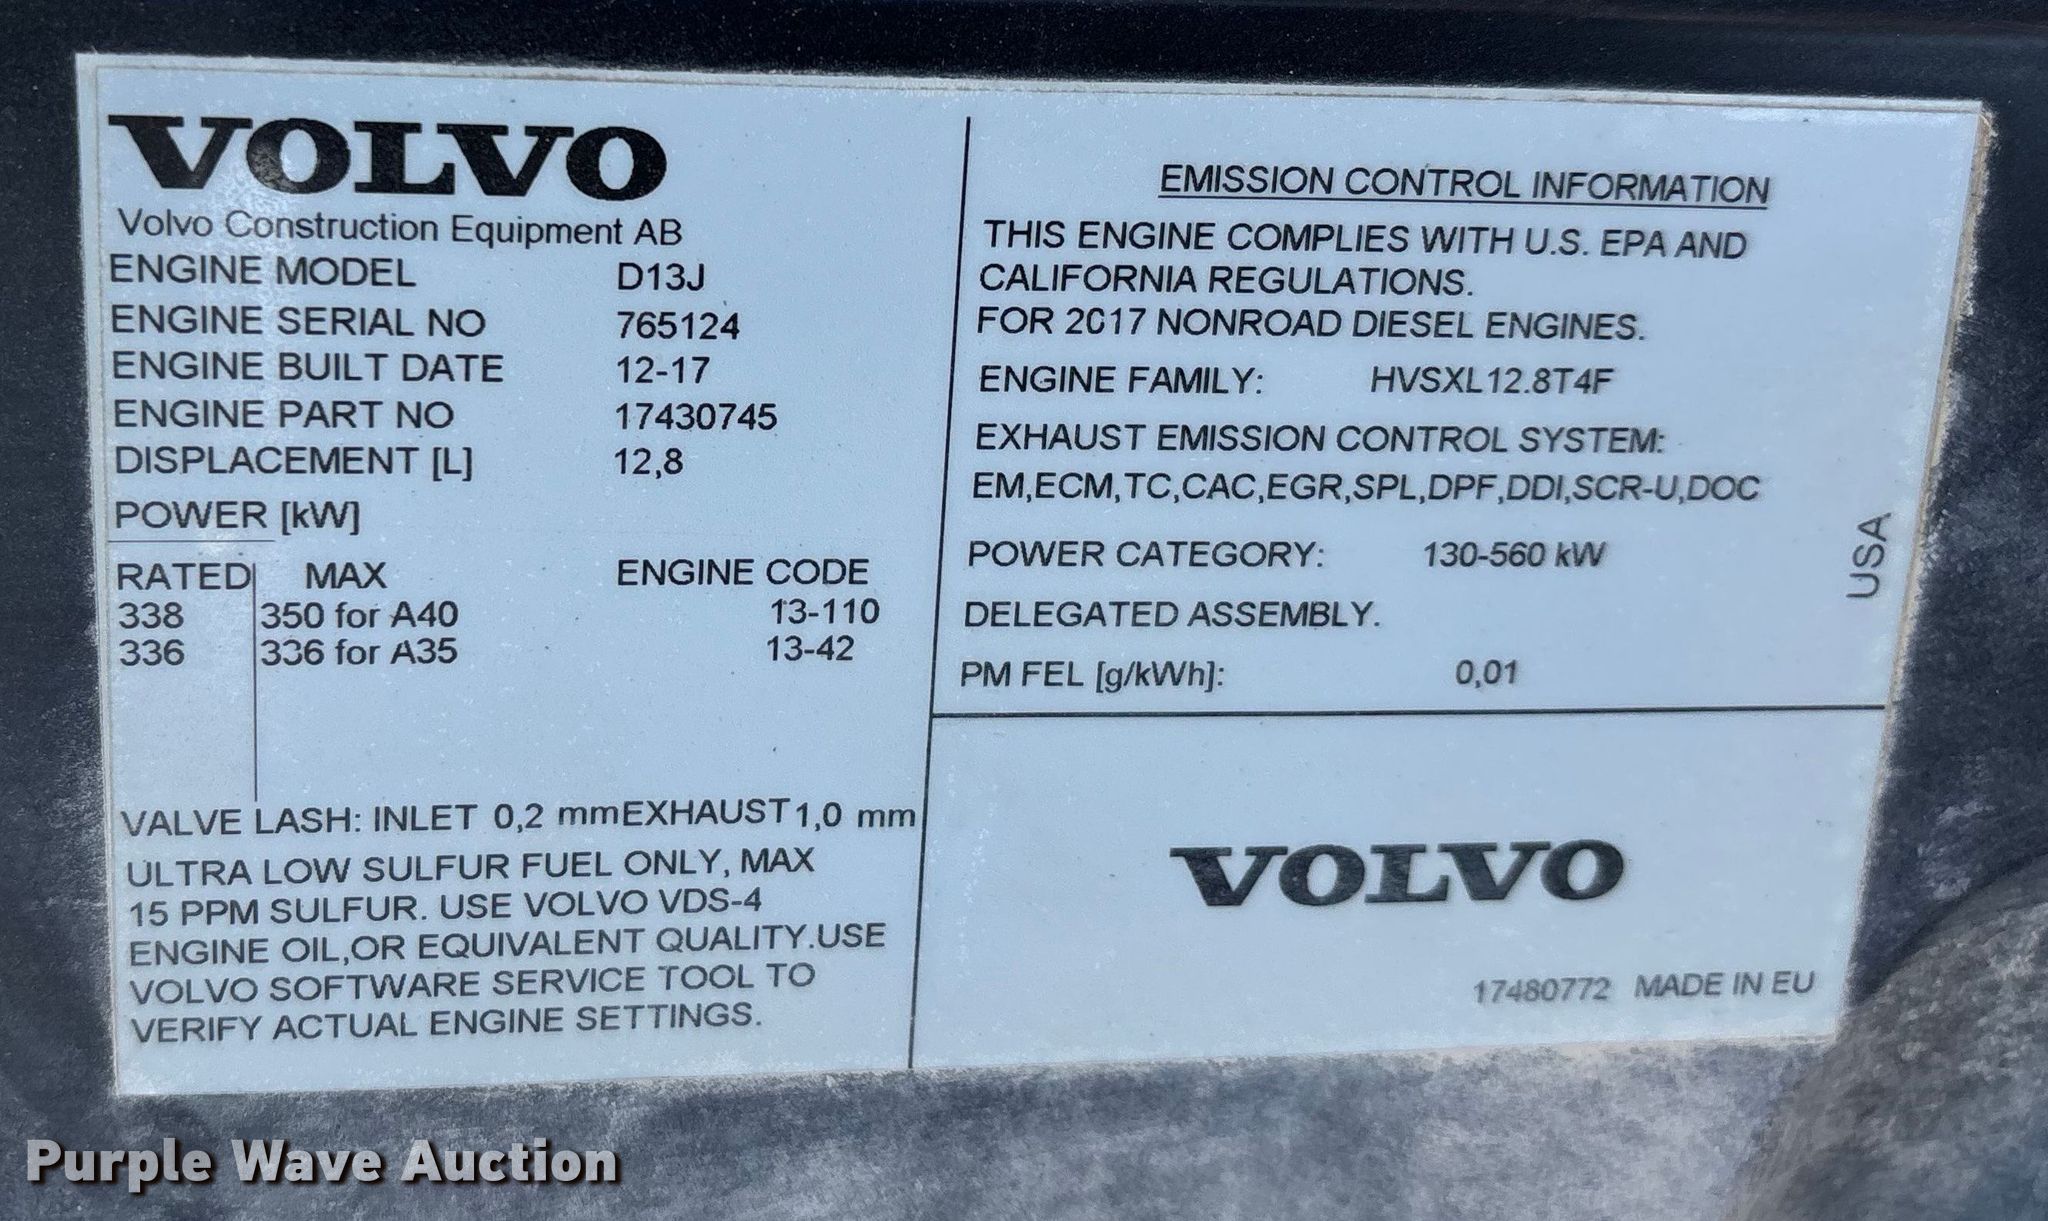 VOLVO
Volvo Construction Equipment AB
ENGINE MODEL D13J
ENGINE SERIAL NO 765124
ENGINE BUILT DATE 12-17
ENGINE PART NO 17430745
DISPLACEMENT [L] 12,8
POWER [kW]
RATED MAX ENGINE CODE
338 350 for A40 13-110
336 336 for A35 13-42
VALVE LASH: INLET 0,2 mm EXHAUST 1,0 mm
ULTRA LOW SULFUR FUEL ONLY, MAX
15 PPM SULFUR. USE VOLVO VDS-4
ENGINE OIL,OR EQUIVALENT QUALITY.USE
VOLVO SOFTWARE SERVICE TOOL TO
VERIFY ACTUAL ENGINE SETTINGS.
EMISSION CONTROL INFORMATION
THIS ENGINE COMPLIES WITH U.S. EPA AND
CALIFORNIA REGULATIONS.
FOR 2017 NONROAD DIESEL ENGINES.
ENGINE FAMILY: HVSXL12.8T4F
EXHAUST EMISSION CONTROL SYSTEM:
EM,ECM,TC,CAC,EGR,SPL,DPF,DDI,SCR-U,DOC
POWER CATEGORY: 130-560 kW
DELEGATED ASSEMBLY.
PM FEL [g/kWh]: 0,01
USA
VOLVO
17480772 MADE IN EU
Purple Wave Auction